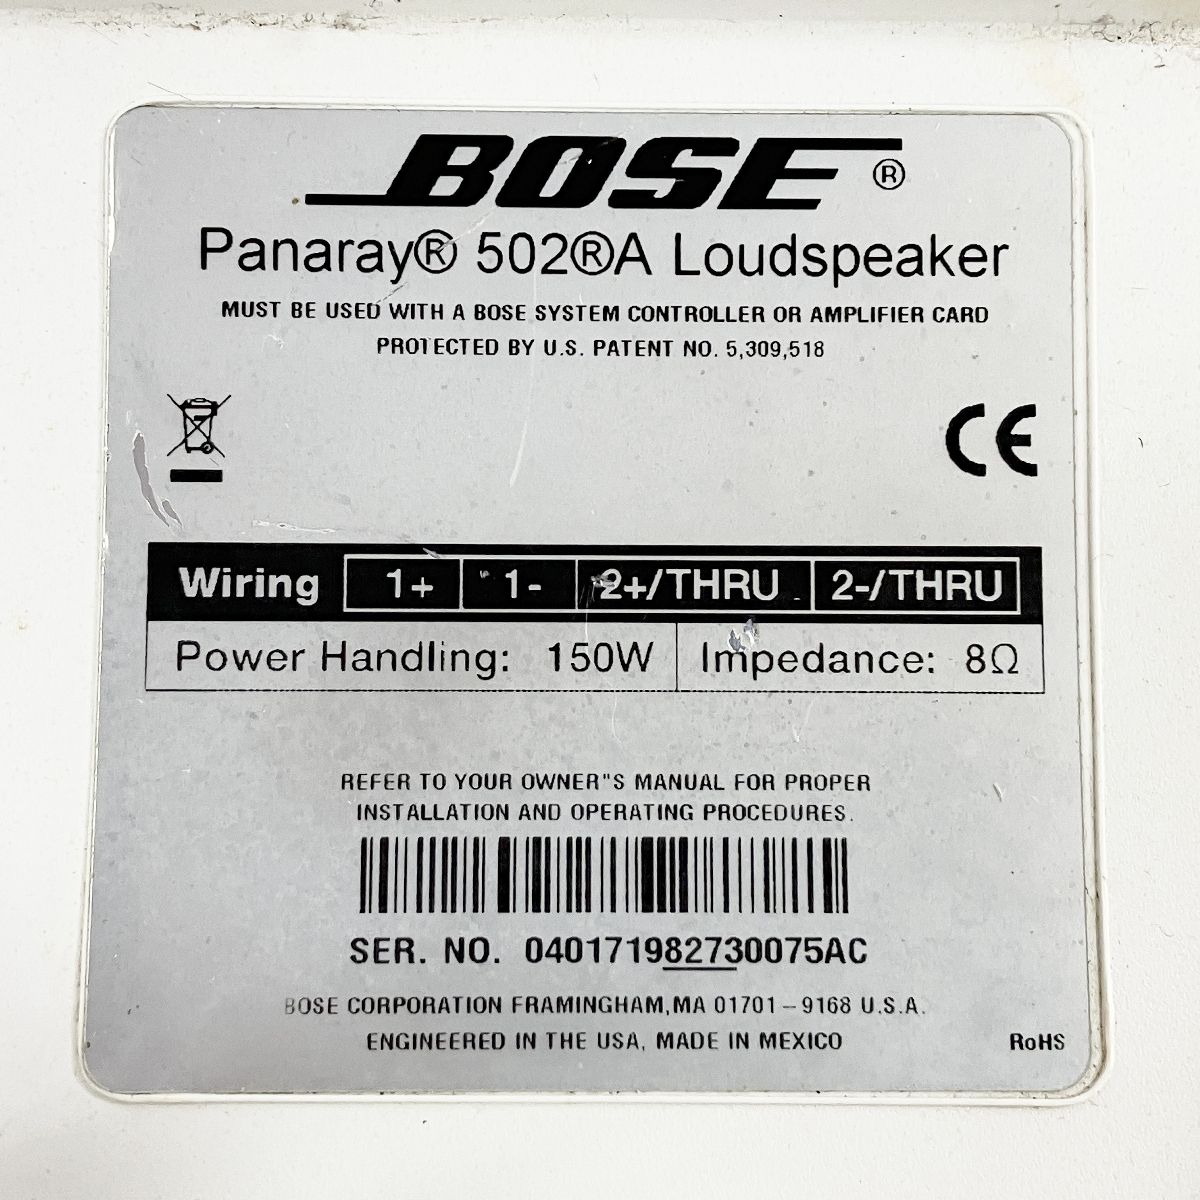 BOSE®
Panaray® 502®A Loudspeaker
MUST BE USED WITH A BOSE SYSTEM CONTROLLER OR AMPLIFIER CARD
PROTECTED BY U.S. PATENT NO. 5,309,518
CE
Wiring 1+ 1- 2+/THRU 2-/THRU
Power Handling: 150W Impedance: 8Ω
REFER TO YOUR OWNER"S MANUAL FOR PROPER
INSTALLATION AND OPERATING PROCEDURES.
SER. NO. 040171982730075AC
BOSE CORPORATION FRAMINGHAM,MA 01701-9168 U.S.A.
ENGINEERED IN THE USA, MADE IN MEXICO
RoHS